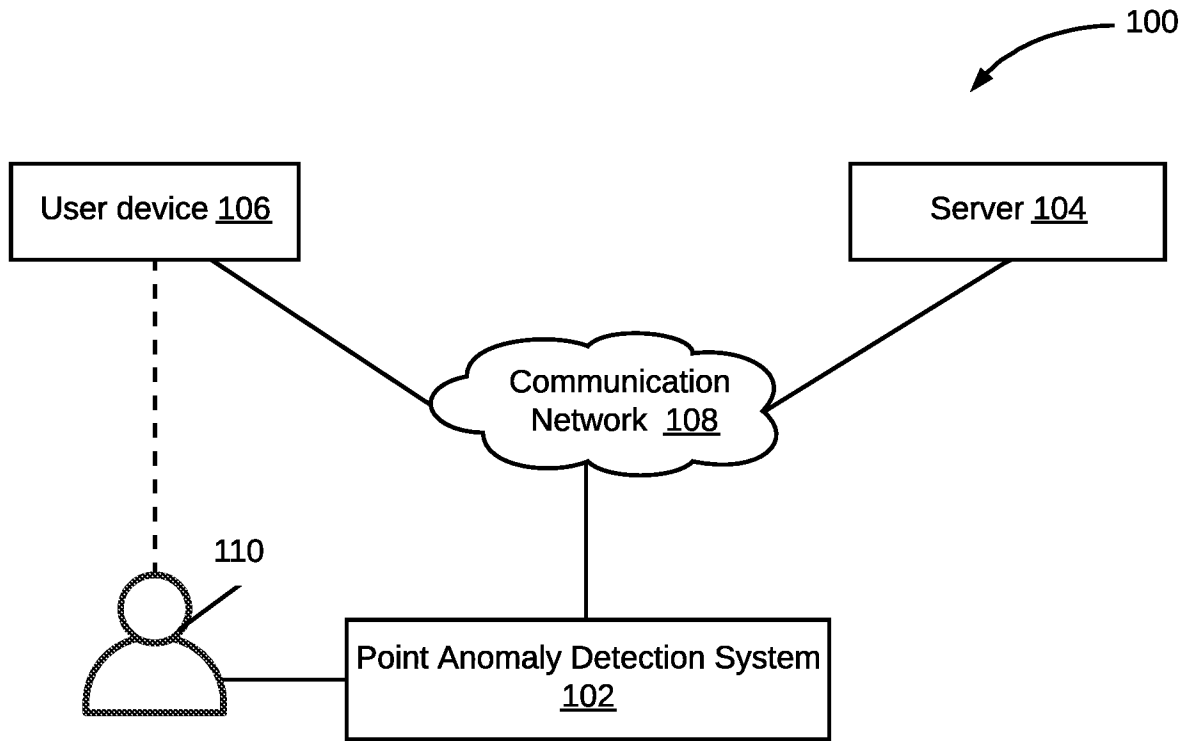 100
User device 106
Server 104
Communication
Network 108
110
Point Anomaly Detection System
102